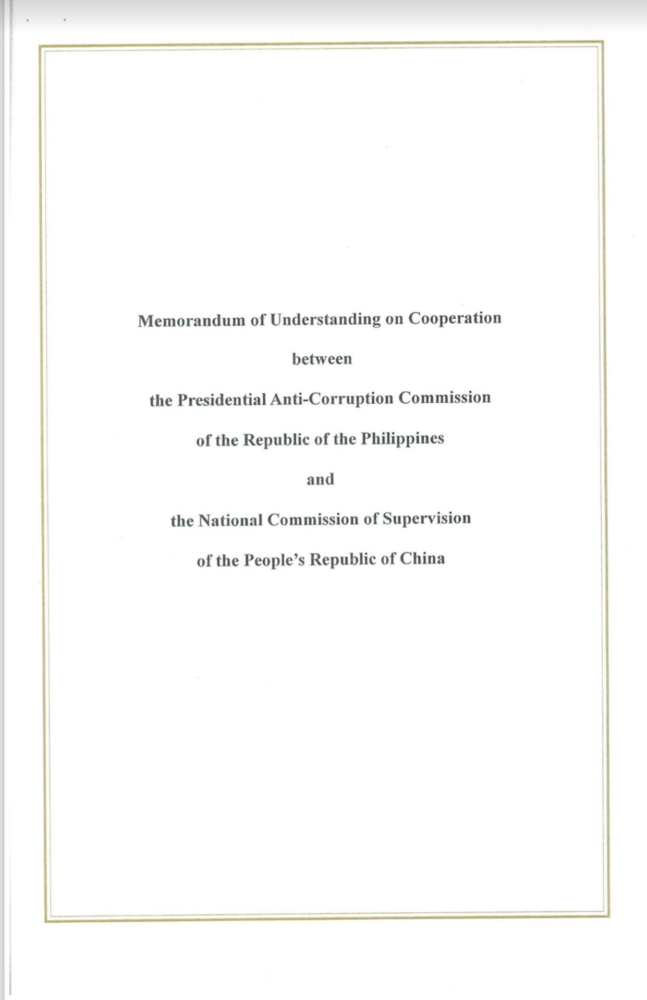 Memorandum of Understanding on Cooperation
between
the Presidential Anti-Corruption Commission
of the Republic of the Philippines
and
the National Commission of Supervision
of the People’s Republic of China